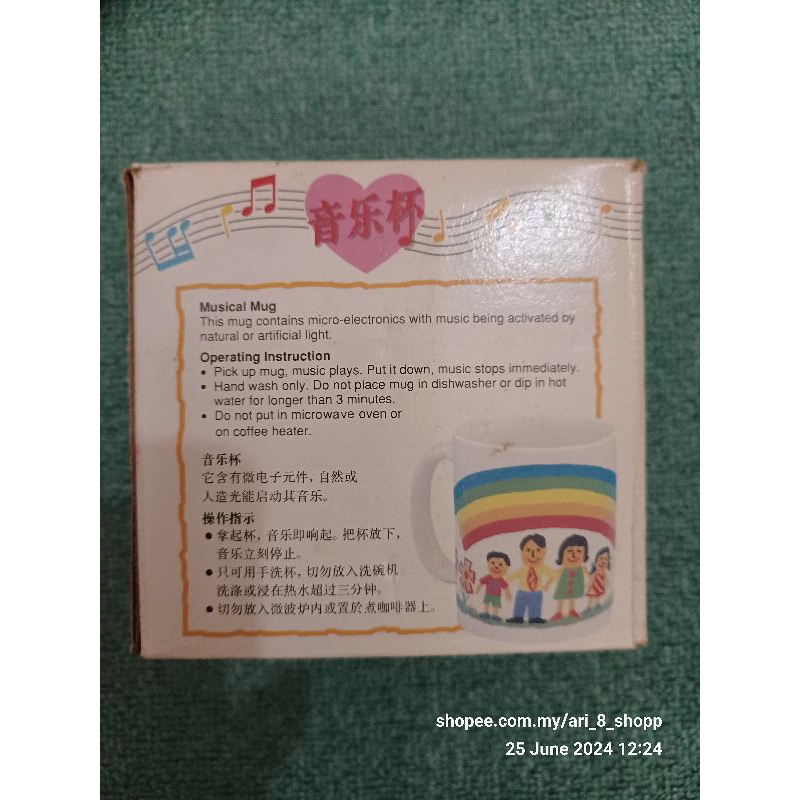 音乐杯
Musical Mug
This mug contains micro-electronics with music being activated by
natural or artificial light.
Operating Instruction
• Pick up mug, music plays. Put it down, music stops immediately.
• Hand wash only. Do not place mug in dishwasher or dip in hot
water for longer than 3 minutes.
• Do not put in microwave oven or
on coffee heater.
音乐杯
它含有微电子元件, 自然或
人造光能启动其音乐。
操作指示
● 拿起杯, 音乐即响起。把杯放下,
音乐立刻停止。
● 只可用手洗杯, 切勿放入洗碗机
洗涤或浸在热水超过三分钟。
● 切勿放入微波炉内或置於煮咖啡器上。
shopee.com.my/ari_8_shopp
25 June 2024 12:24